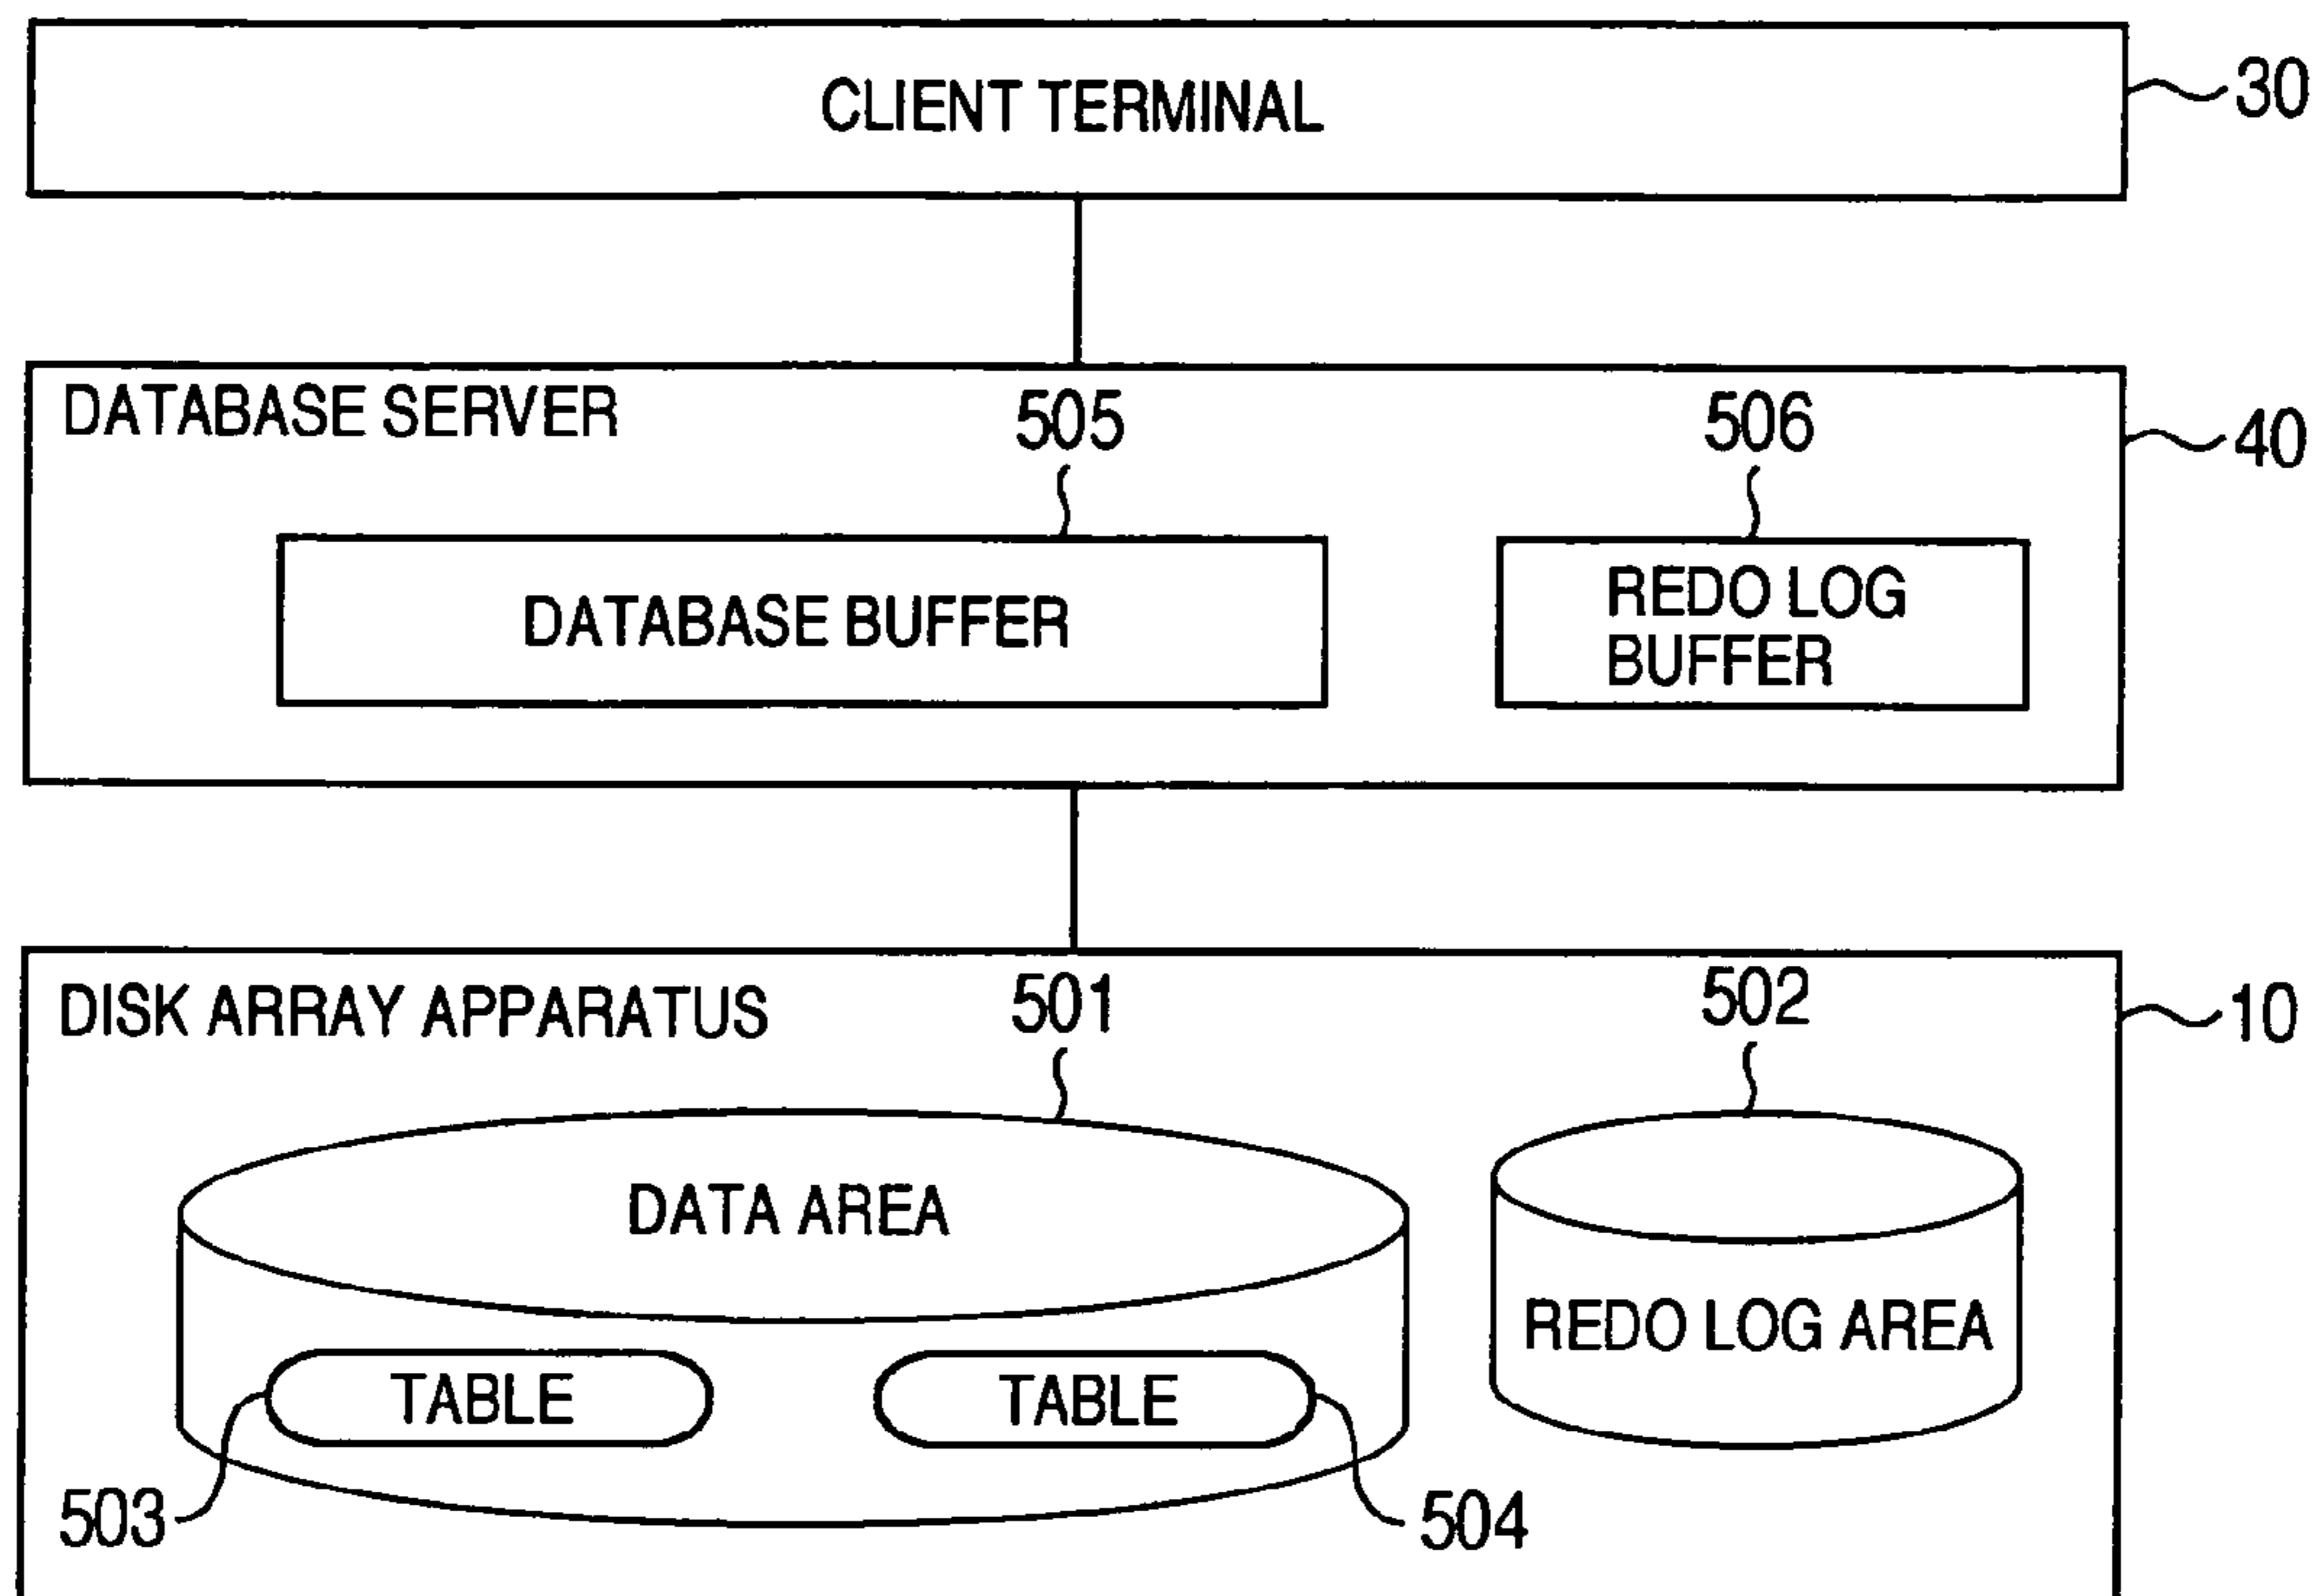 CLIENT TERMINAL
30
DATABASE SERVER
505
506
40
DATABASE BUFFER
REDO LOG
BUFFER
DISK ARRAY APPARATUS
501
502
10
DATA AREA
REDO LOG AREA
TABLE
TABLE
503
504